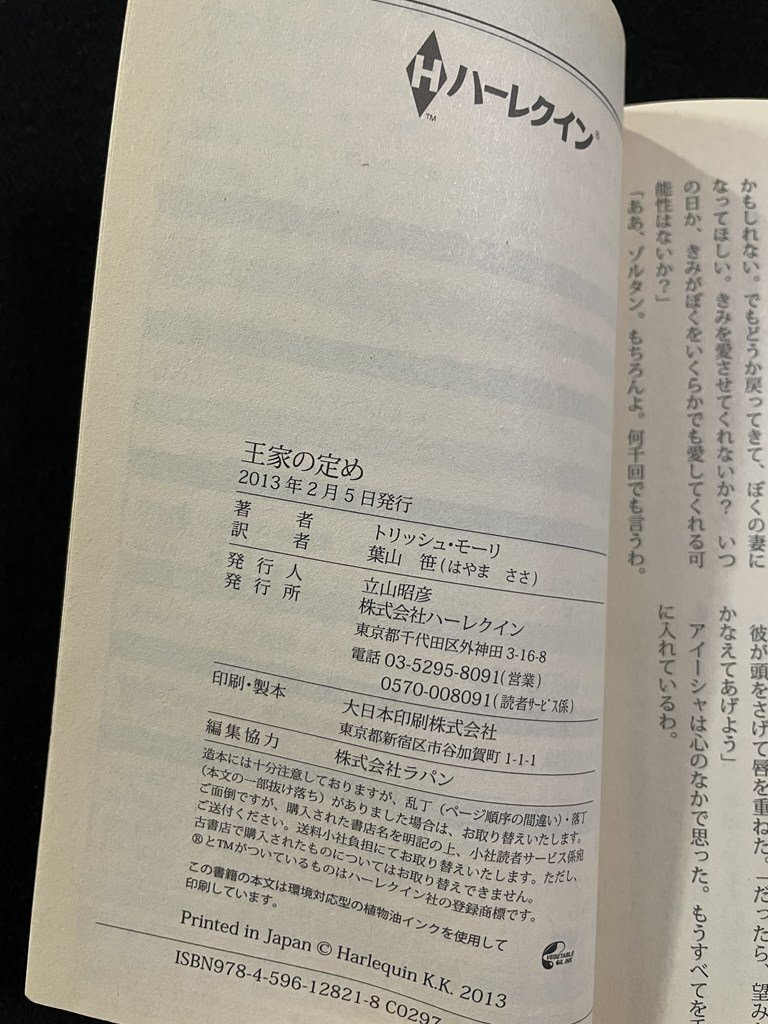 H ハーレクイン®
TM
王家の定め
2013年2月5日発行
著者 トリッシュ・モーリ
訳者 葉山 笹(はやま ささ)
発行人 立山昭彦
発行所 株式会社ハーレクイン
東京都千代田区外神田 3-16-8
電話 03-5295-8091(営業)
0570-008091(読者サービス係)
印刷・製本 大日本印刷株式会社
東京都新宿区市谷加賀町 1-1-1
編集協力 株式会社ラパン
造本には十分注意しておりますが、乱丁(ページ順序の間違い)・落丁
(本文の一部抜け落ち)がありました場合は、お取り替えいたします。
ご面倒ですが、購入された書店名を明記の上、小社読者サービス係宛
ご送付ください。送料小社負担にてお取り替えいたします。ただし、
古書店で購入されたものについてはお取り替えできません。
®とTMがついているものはハーレクイン社の登録商標です。
この書籍の本文は環境対応型の植物油インクを使用して
印刷しています。
VEGETABLE OIL INK
Printed in Japan © Harlequin K.K. 2013
ISBN978-4-596-12821-8 C0297
かもしれない。でもどうか戻ってきて、ぼくの妻に
なってほしい。きみを愛させてくれないか? いつ
の日か、きみがぼくをいくらかでも愛してくれる可
能性はないか?」
「ああ、ゾルタン。もちろんよ。何千回でも言うわ。
彼が頭をさげて唇を重ねた。「だったら、望み
かなえてあげよう」
アイーシャは心のなかで思った。もうすべてを
に入れているわ。